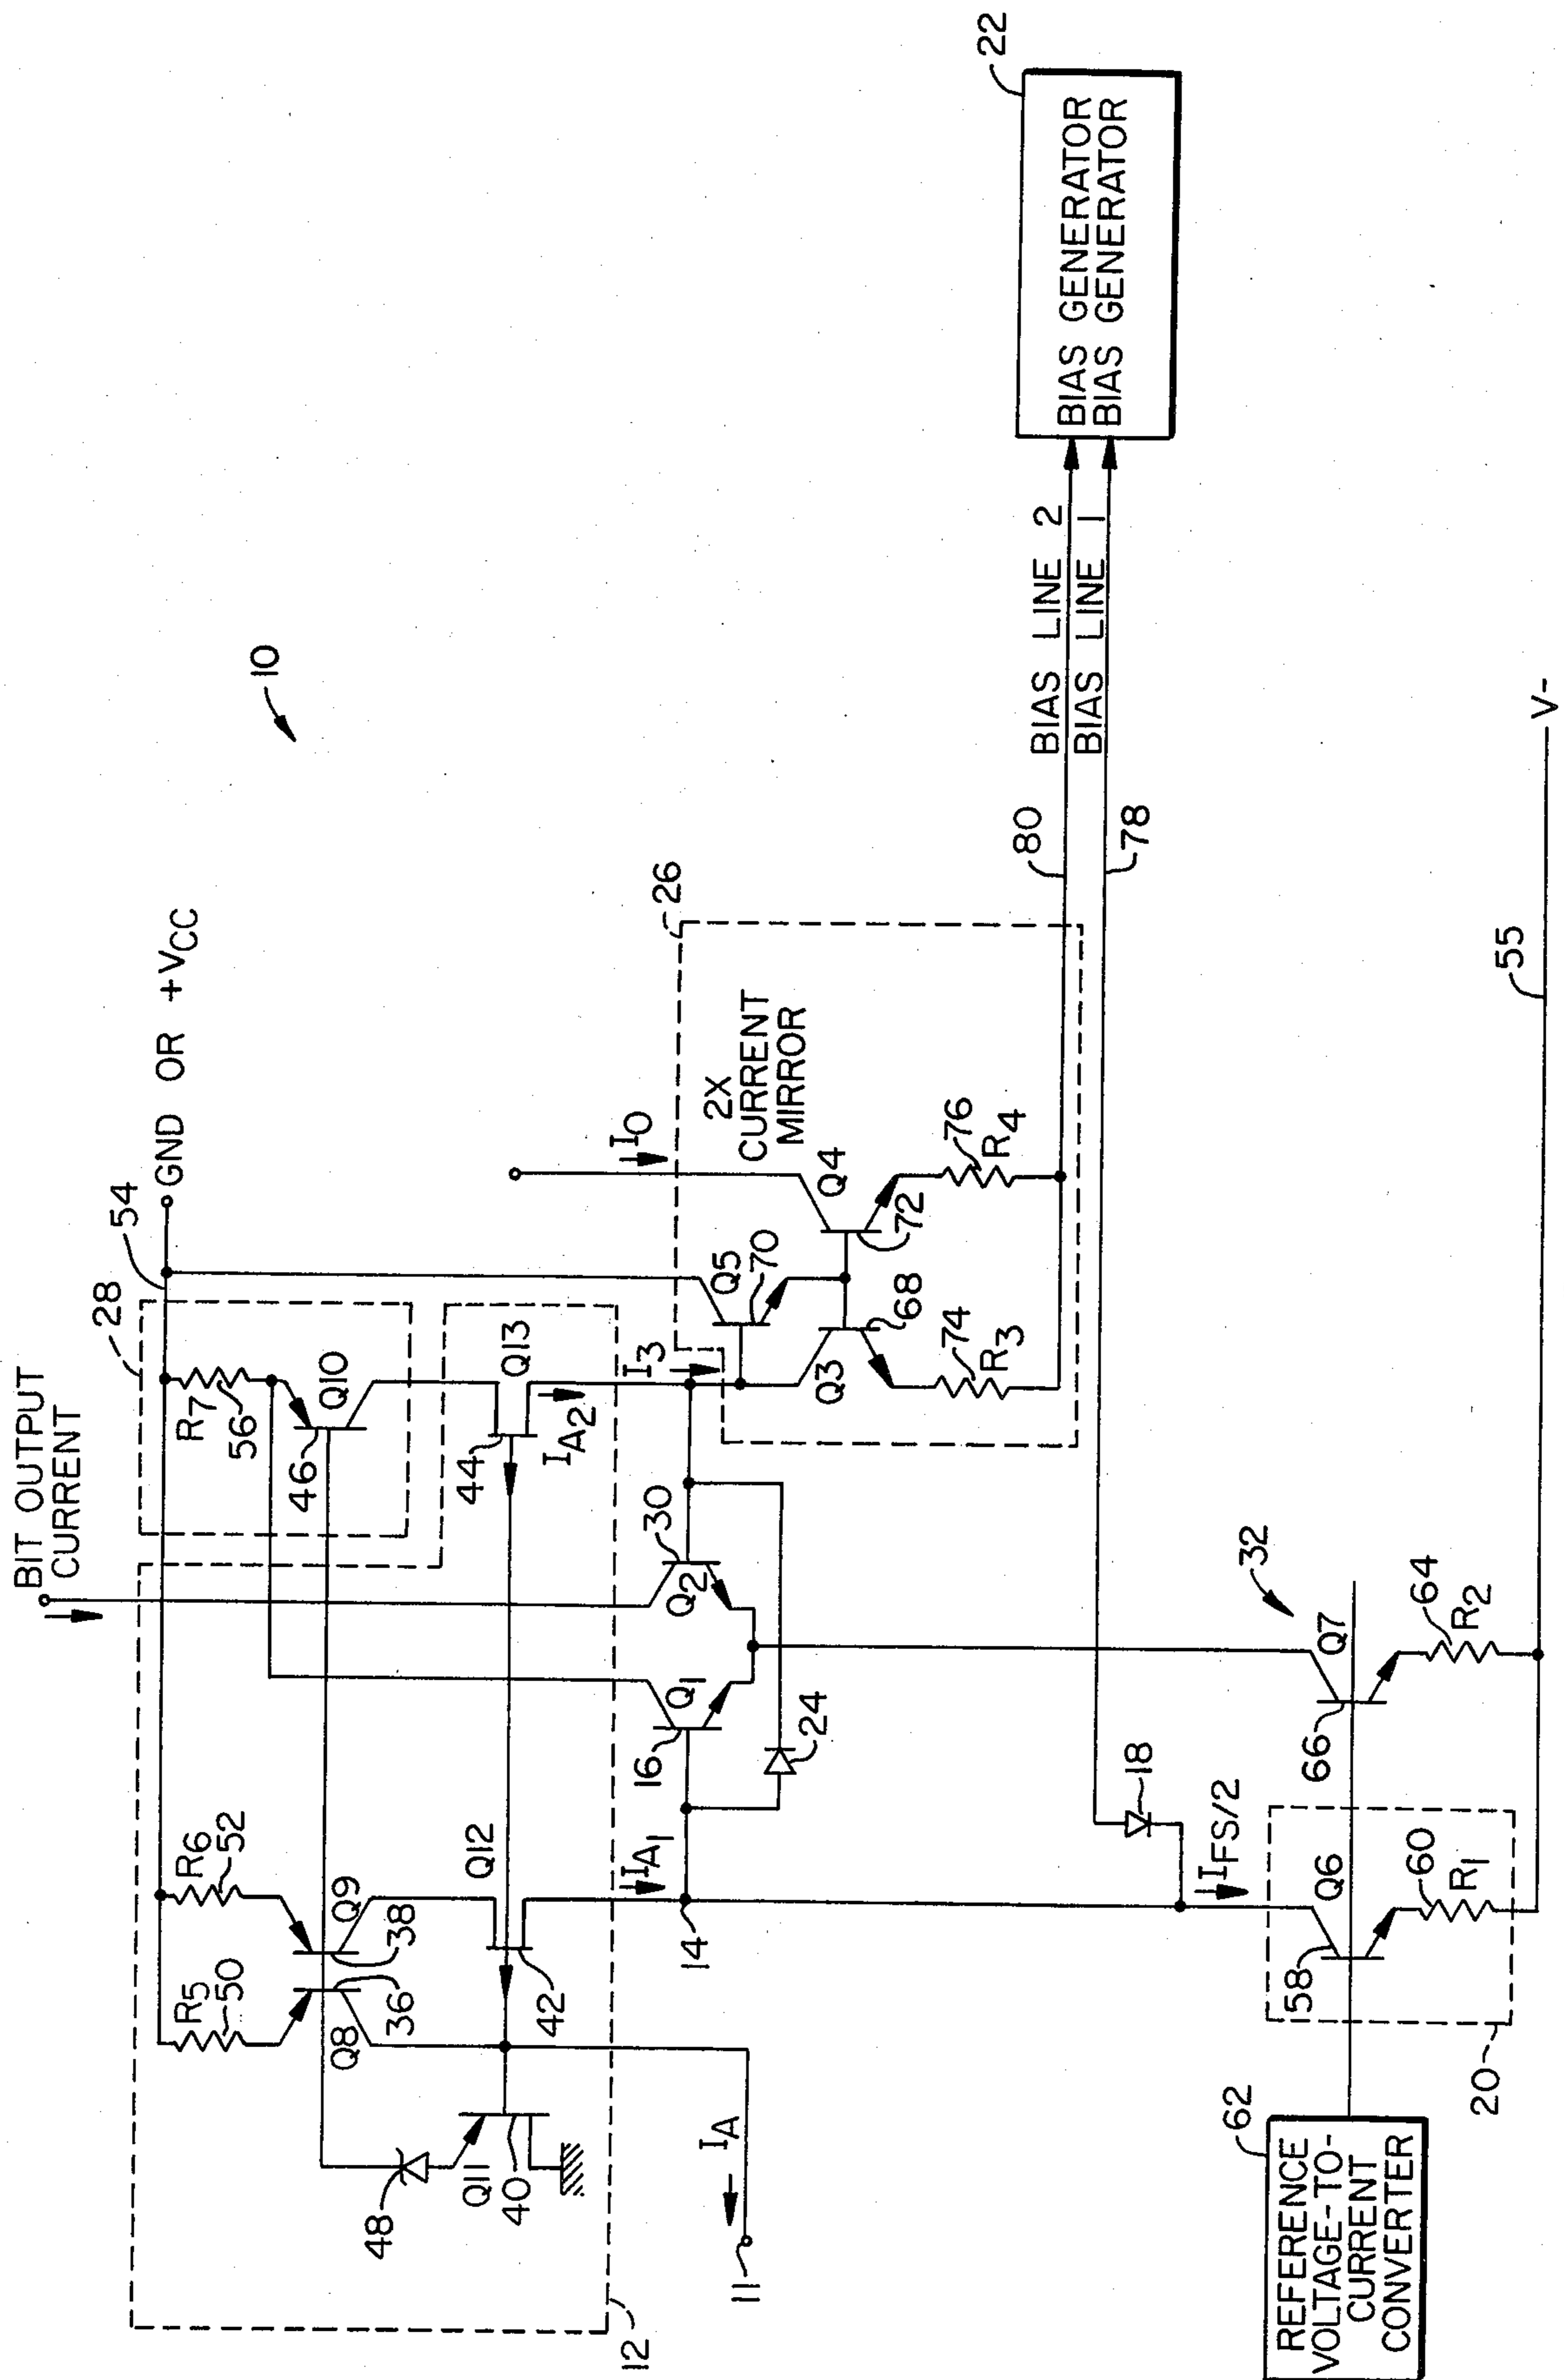 BIT OUTPUT
CURRENT
28
54
GND OR +VCC
10
R5
50
R6
52
R7
56
Q8
36
Q9
38
46
Q10
48
Q11
40
Q12
42
44
Q13
IA
11
12
IA1
14
IA2
I3
16
Q1
Q2
30
24
Q5
70
Q3
68
74
R3
IO
2X
CURRENT
MIRROR
26
Q4
72
76
R4
80
78
BIAS LINE 2
BIAS LINE 1
22
BIAS GENERATOR
BIAS GENERATOR
18
IFS/2
62
REFERENCE
VOLTAGE-TO-
CURRENT
CONVERTER
20
58
Q6
60
R1
66
Q7
32
64
R2
55
V-